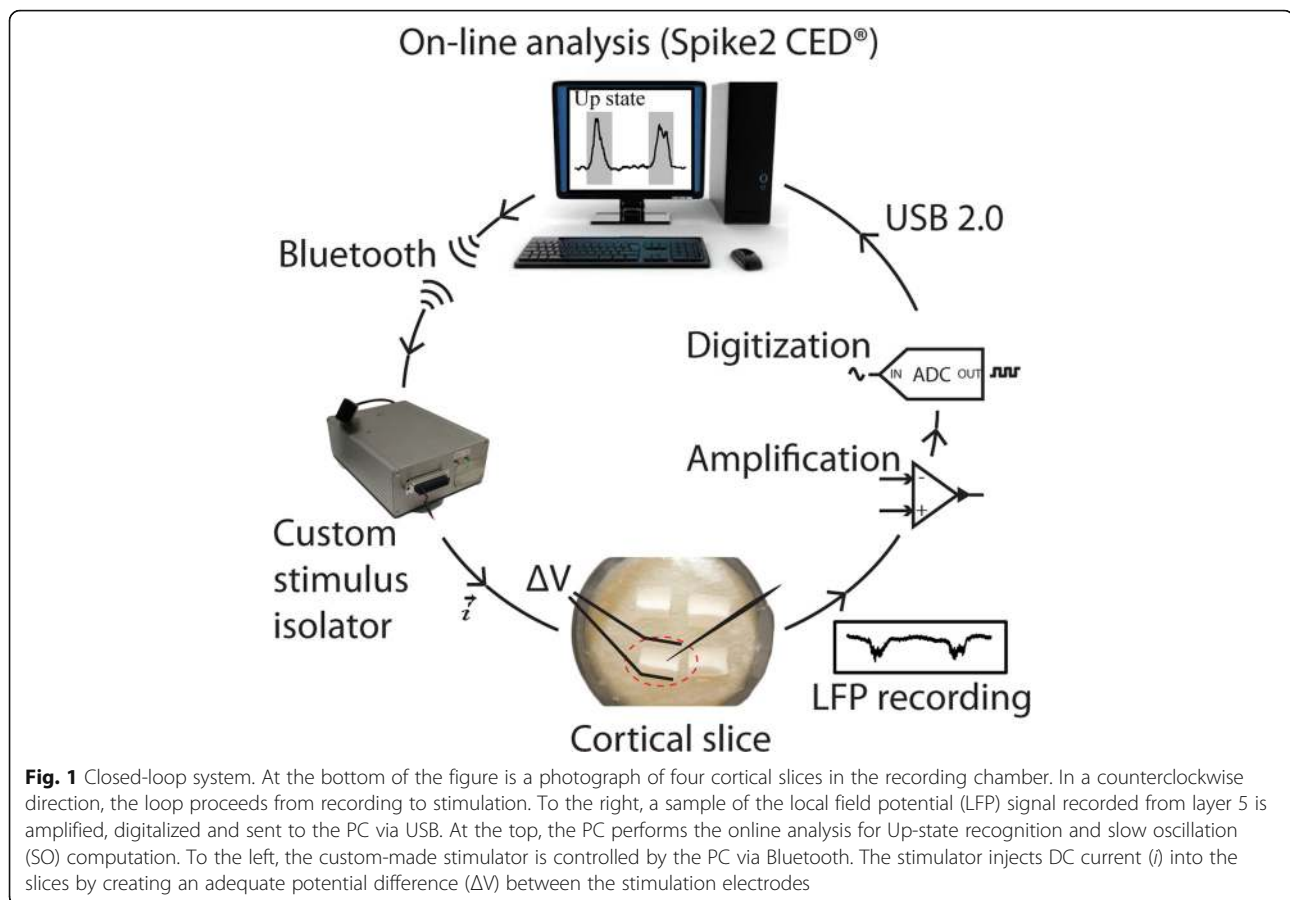 On-line analysis (Spike2 CED®)
Up state
Bluetooth
USB 2.0
Digitization
IN ADC OUT
Amplification
-
+
Custom
stimulus
isolator
i
ΔV
LFP recording
Cortical slice
Fig. 1 Closed-loop system. At the bottom of the figure is a photograph of four cortical slices in the recording chamber. In a counterclockwise
direction, the loop proceeds from recording to stimulation. To the right, a sample of the local field potential (LFP) signal recorded from layer 5 is
amplified, digitalized and sent to the PC via USB. At the top, the PC performs the online analysis for Up-state recognition and slow oscillation
(SO) computation. To the left, the custom-made stimulator is controlled by the PC via Bluetooth. The stimulator injects DC current (i) into the
slices by creating an adequate potential difference (ΔV) between the stimulation electrodes